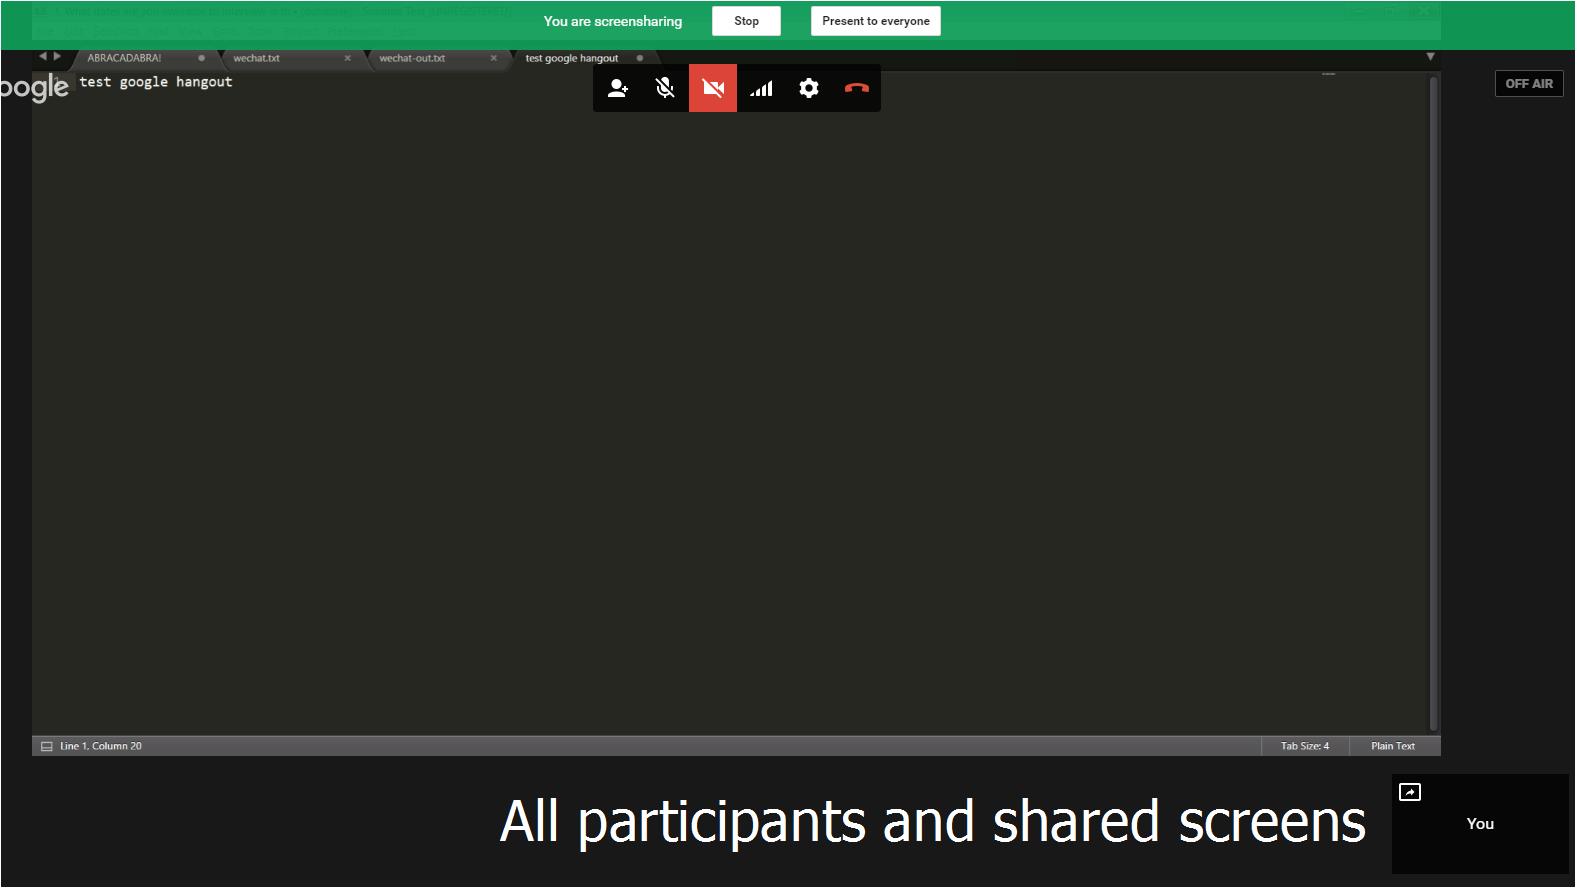 You are screensharing Stop Present to everyone
ABRACADABRA! wechat.txt wechat-out.txt test google hangout
oogle
1 test google hangout
OFF AIR
Line 1, Column 20 Tab Size: 4 Plain Text
All participants and shared screens
You